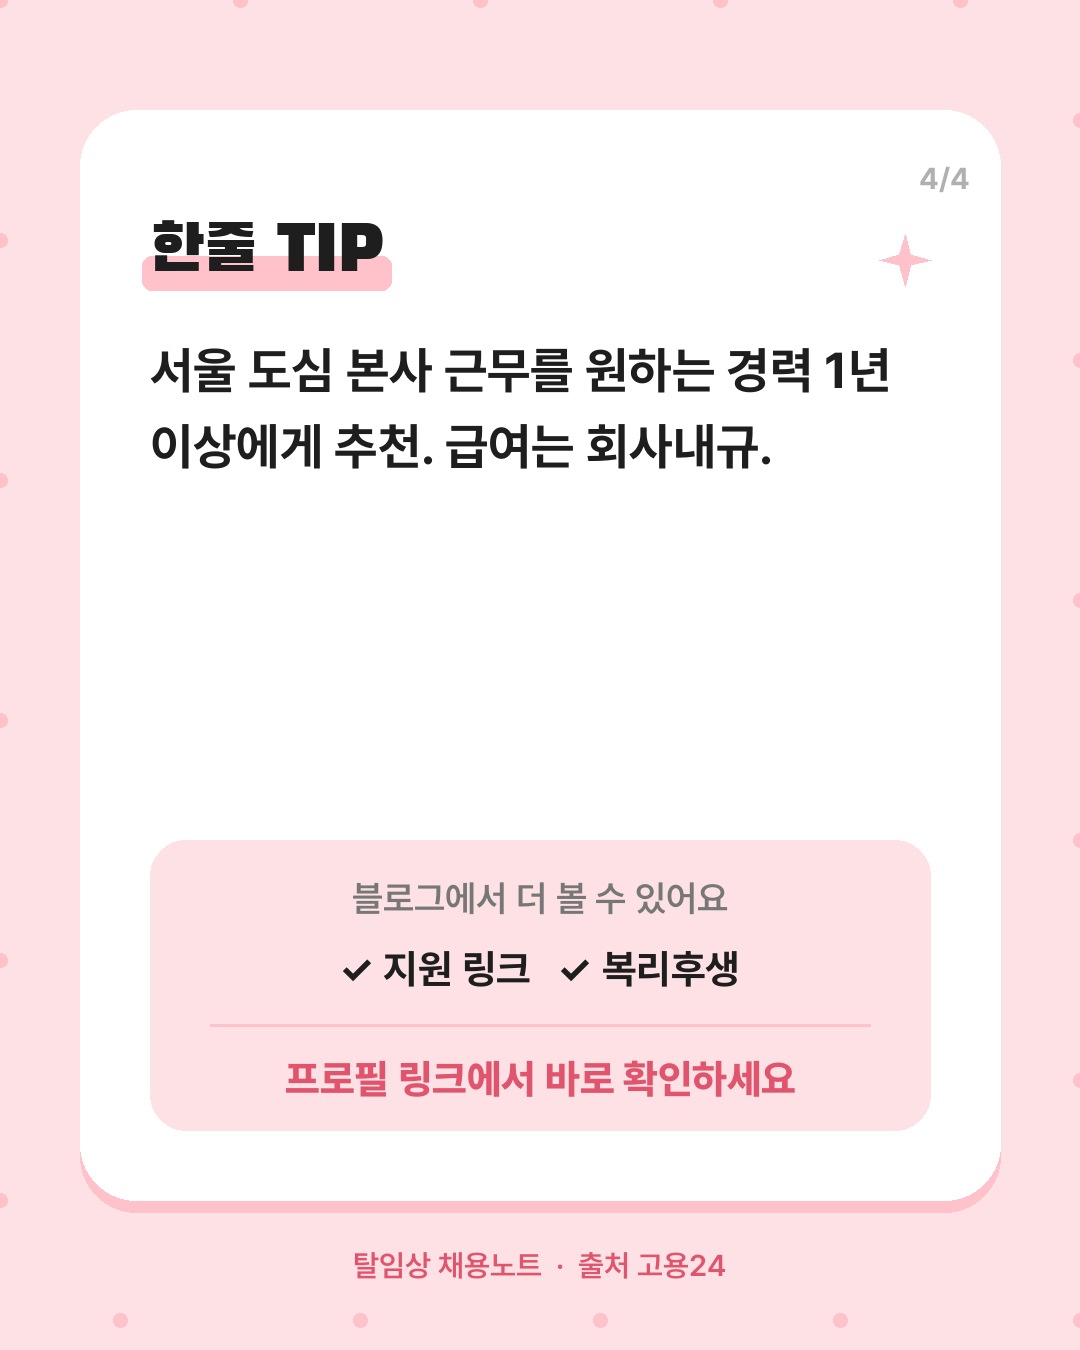 4/4
한줄 TIP
서울 도심 본사 근무를 원하는 경력 1년
이상에게 추천. 급여는 회사내규.
블로그에서 더 볼 수 있어요
✓ 지원 링크 ✓ 복리후생
프로필 링크에서 바로 확인하세요
탈임상 채용노트 · 출처 고용24